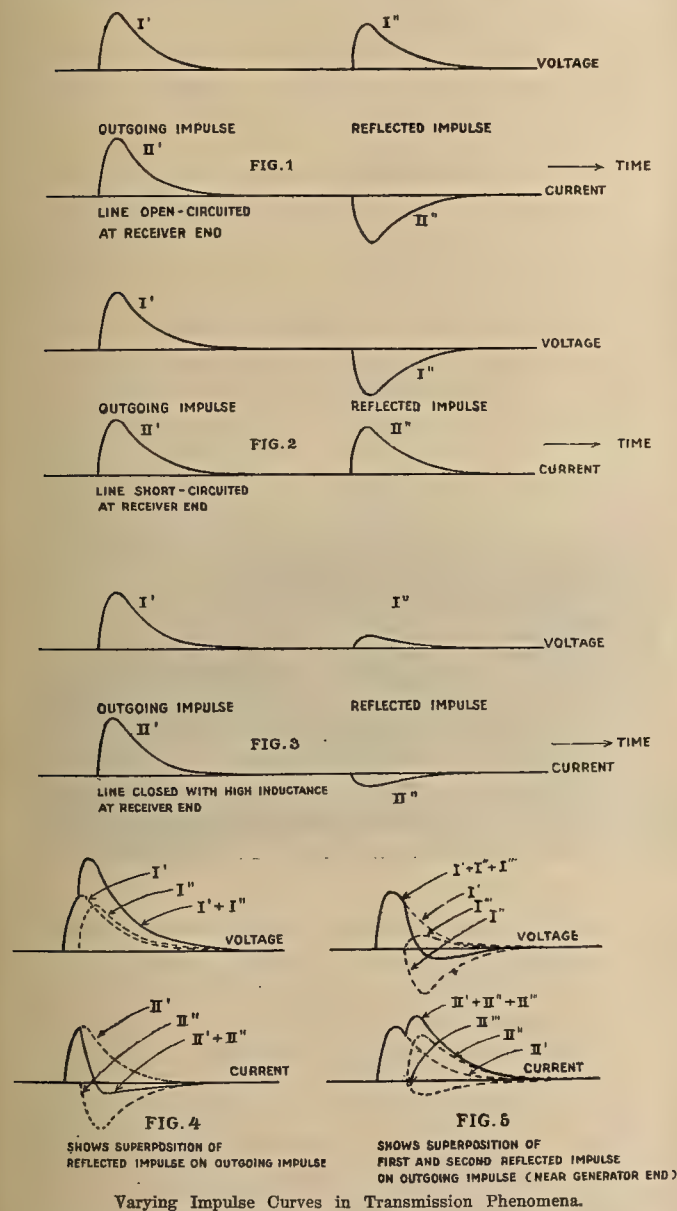 I' I"
VOLTAGE
OUTGOING IMPULSE REFLECTED IMPULSE
II' FIG.1 TIME
CURRENT
LINE OPEN-CIRCUITED II"
AT RECEIVER END
I'
VOLTAGE
I"
OUTGOING IMPULSE REFLECTED IMPULSE
II' FIG.2 II" TIME
CURRENT
LINE SHORT-CIRCUITED
AT RECEIVER END
I' I"
VOLTAGE
OUTGOING IMPULSE REFLECTED IMPULSE
II' FIG.3 TIME
CURRENT
LINE CLOSED WITH HIGH INDUCTANCE
AT RECEIVER END II"
I'
I"
I'+I"
VOLTAGE
II'
II"
II'+II"
CURRENT
FIG.4
SHOWS SUPERPOSITION OF
REFLECTED IMPULSE ON OUTGOING IMPULSE
I'+I"+I"'
I'
I"'
I"
VOLTAGE
II'+II"+II"'
II"'
II"
II'
CURRENT
FIG.5
SHOWS SUPERPOSITION OF
FIRST AND SECOND REFLECTED IMPULSE
ON OUTGOING IMPULSE (NEAR GENERATOR END)
Varying Impulse Curves in Transmission Phenomena.